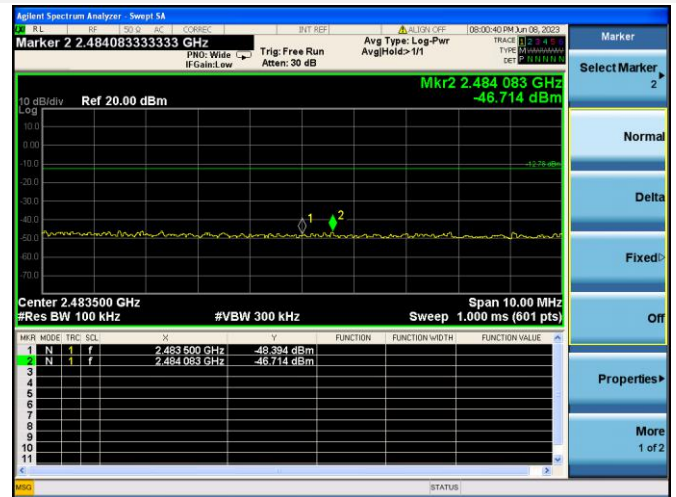 Agilent Spectrum Analyzer - Swept SA
RL RF 50 Ω AC CORREC INT REF ALIGN OFF 08:00:40 PM Jun 08, 2023
Marker 2 2.484083333333 GHz
PNO: Wide
IFGain:Low
Trig: Free Run
Atten: 30 dB
Avg Type: Log-Pwr
Avg|Hold>1/1
TRACE 1 2 3 4 5 6
TYPE M
DET P N N N N N
Mkr2 2.484 083 GHz
-46.714 dBm
10 dB/div Ref 20.00 dBm
Log
10.0
0.00
-10.0
-12.78 dBm
-20.0
-30.0
-40.0
1 2
-50.0
-60.0
-70.0
Center 2.483500 GHz Span 10.00 MHz
#Res BW 100 kHz #VBW 300 kHz Sweep 1.000 ms (601 pts)
MKR MODE TRC SCL X Y FUNCTION FUNCTION WIDTH FUNCTION VALUE
1 N 1 f 2.483 500 GHz -48.394 dBm
2 N 1 f 2.484 083 GHz -46.714 dBm
3
4
5
6
7
8
9
10
11
MSG STATUS
Marker
Select Marker
2
Normal
Delta
Fixed
Off
Properties
More
1 of 2